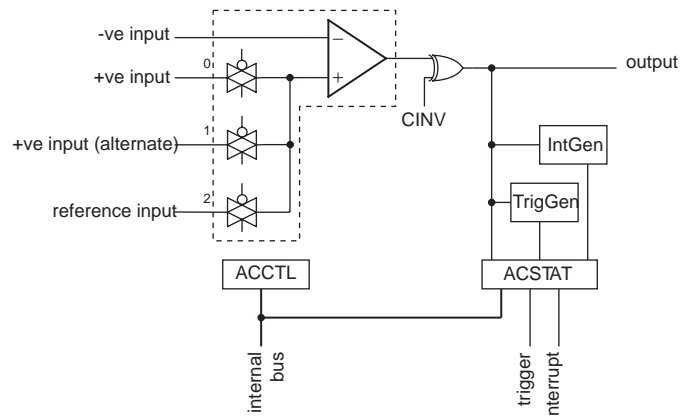 -ve input
0
+ve input
−
+
output
CINV
1
+ve input (alternate)
IntGen
2
reference input
TrigGen
ACCTL
ACSTAT
internal
bus
trigger
nterrupt